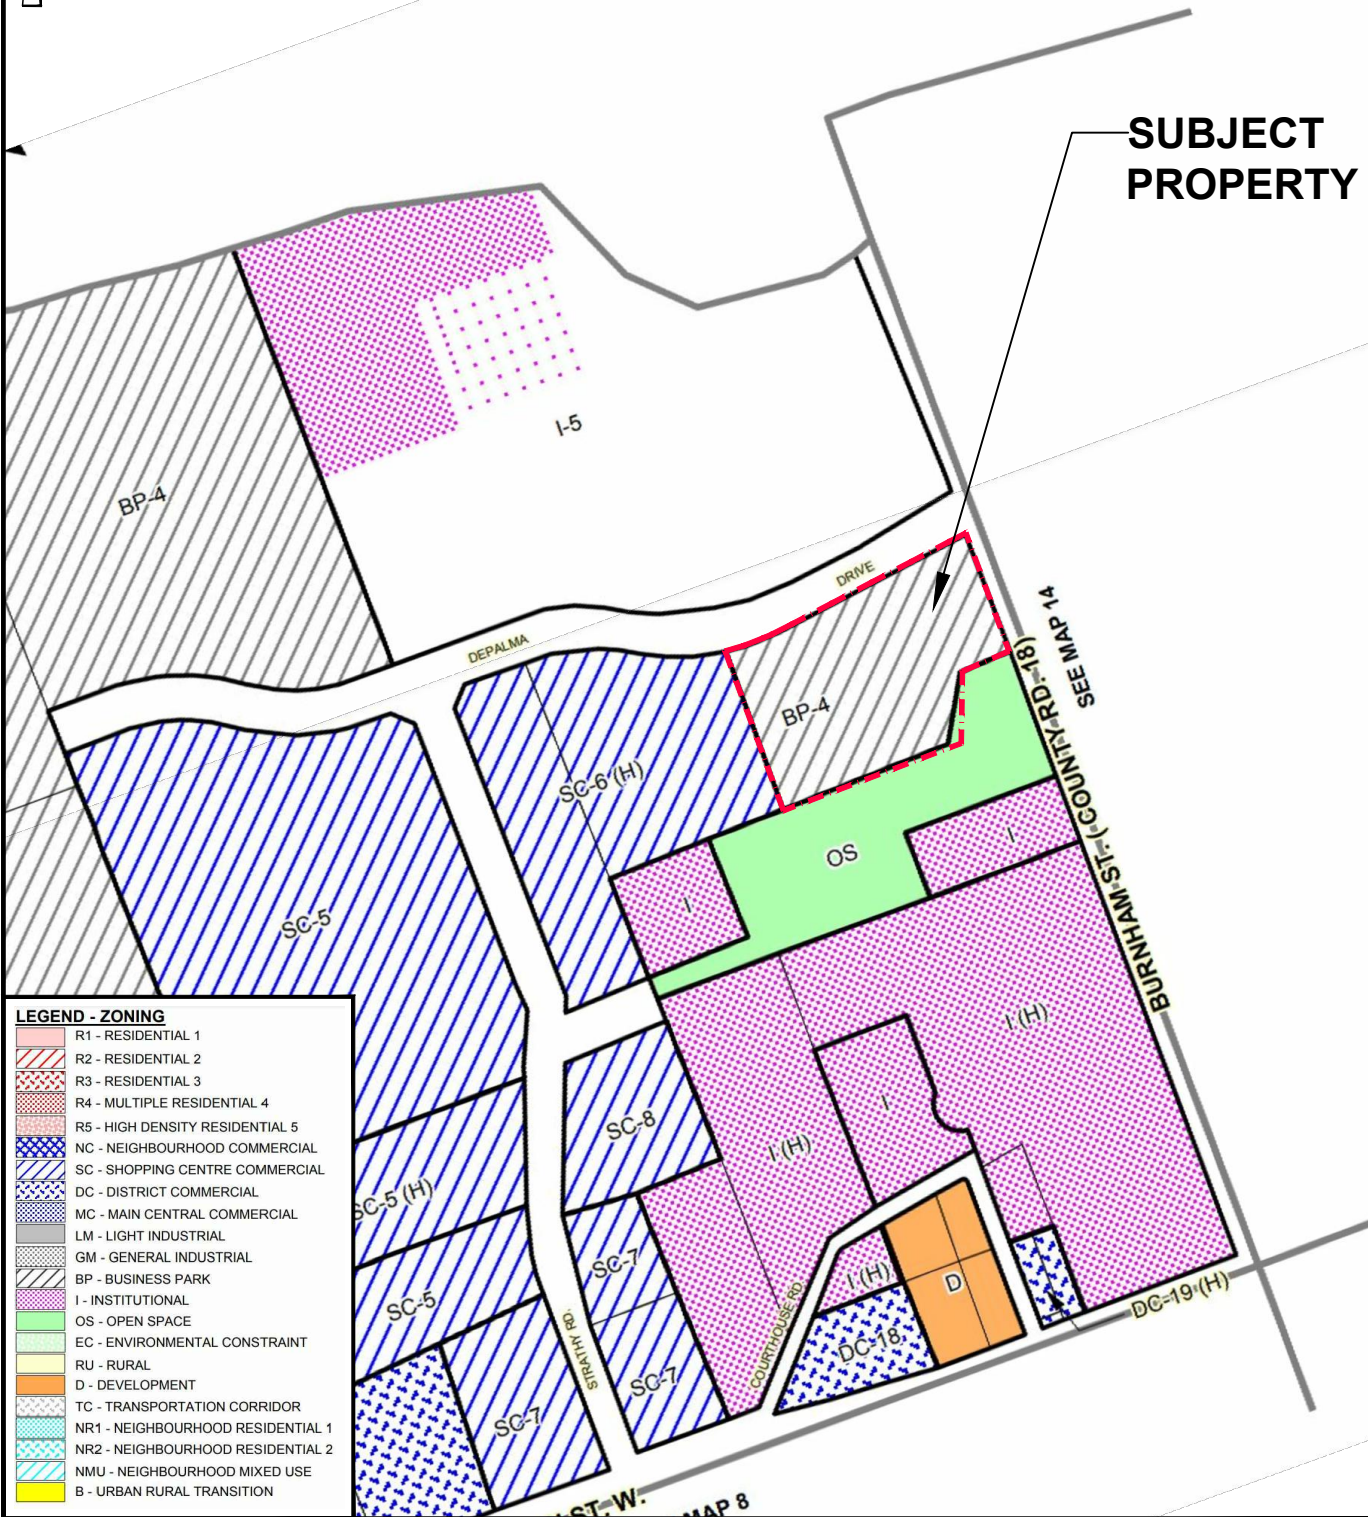 SUBJECT
PROPERTY
I-5
BP-4
DRIVE
DEPALMA
SEE MAP 14
BURNHAM ST. ( COUNTY RD. 18)
BP-4
SC-6 (H)
OS
I
I
SC-5
I (H)
I
SC-8
I (H)
SC-5 (H)
SC-7
I (H)
D
DC-19 (H)
SC-5
STRATHY RD.
COURTHOUSE RD.
DC-18
SC-7
SC-7
ST. W.
MAP 8
LEGEND - ZONING
R1 - RESIDENTIAL 1
R2 - RESIDENTIAL 2
R3 - RESIDENTIAL 3
R4 - MULTIPLE RESIDENTIAL 4
R5 - HIGH DENSITY RESIDENTIAL 5
NC - NEIGHBOURHOOD COMMERCIAL
SC - SHOPPING CENTRE COMMERCIAL
DC - DISTRICT COMMERCIAL
MC - MAIN CENTRAL COMMERCIAL
LM - LIGHT INDUSTRIAL
GM - GENERAL INDUSTRIAL
BP - BUSINESS PARK
I - INSTITUTIONAL
OS - OPEN SPACE
EC - ENVIRONMENTAL CONSTRAINT
RU - RURAL
D - DEVELOPMENT
TC - TRANSPORTATION CORRIDOR
NR1 - NEIGHBOURHOOD RESIDENTIAL 1
NR2 - NEIGHBOURHOOD RESIDENTIAL 2
NMU - NEIGHBOURHOOD MIXED USE
B - URBAN RURAL TRANSITION